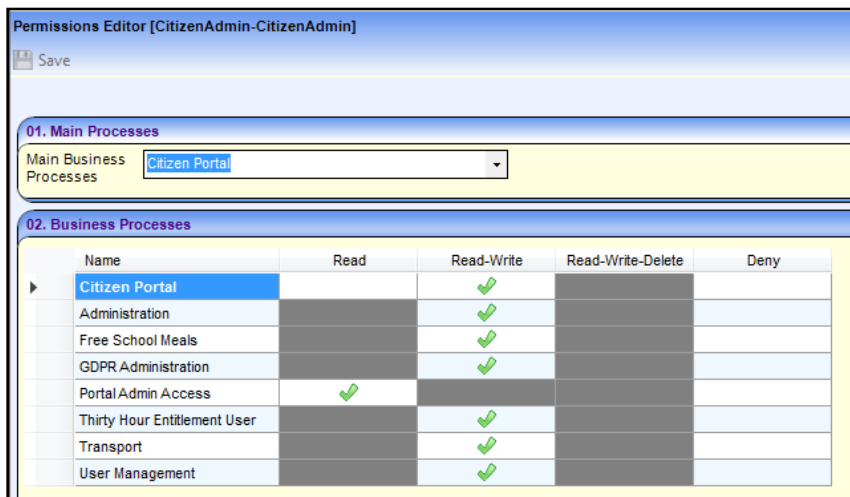 Permissions Editor [CitizenAdmin-CitizenAdmin]
Save
01. Main Processes
Main Business Processes
Citizen Portal
02. Business Processes
Name Read Read-Write Read-Write-Delete Deny
Citizen Portal
Administration
Free School Meals
GDPR Administration
Portal Admin Access
Thirty Hour Entitlement User
Transport
User Management